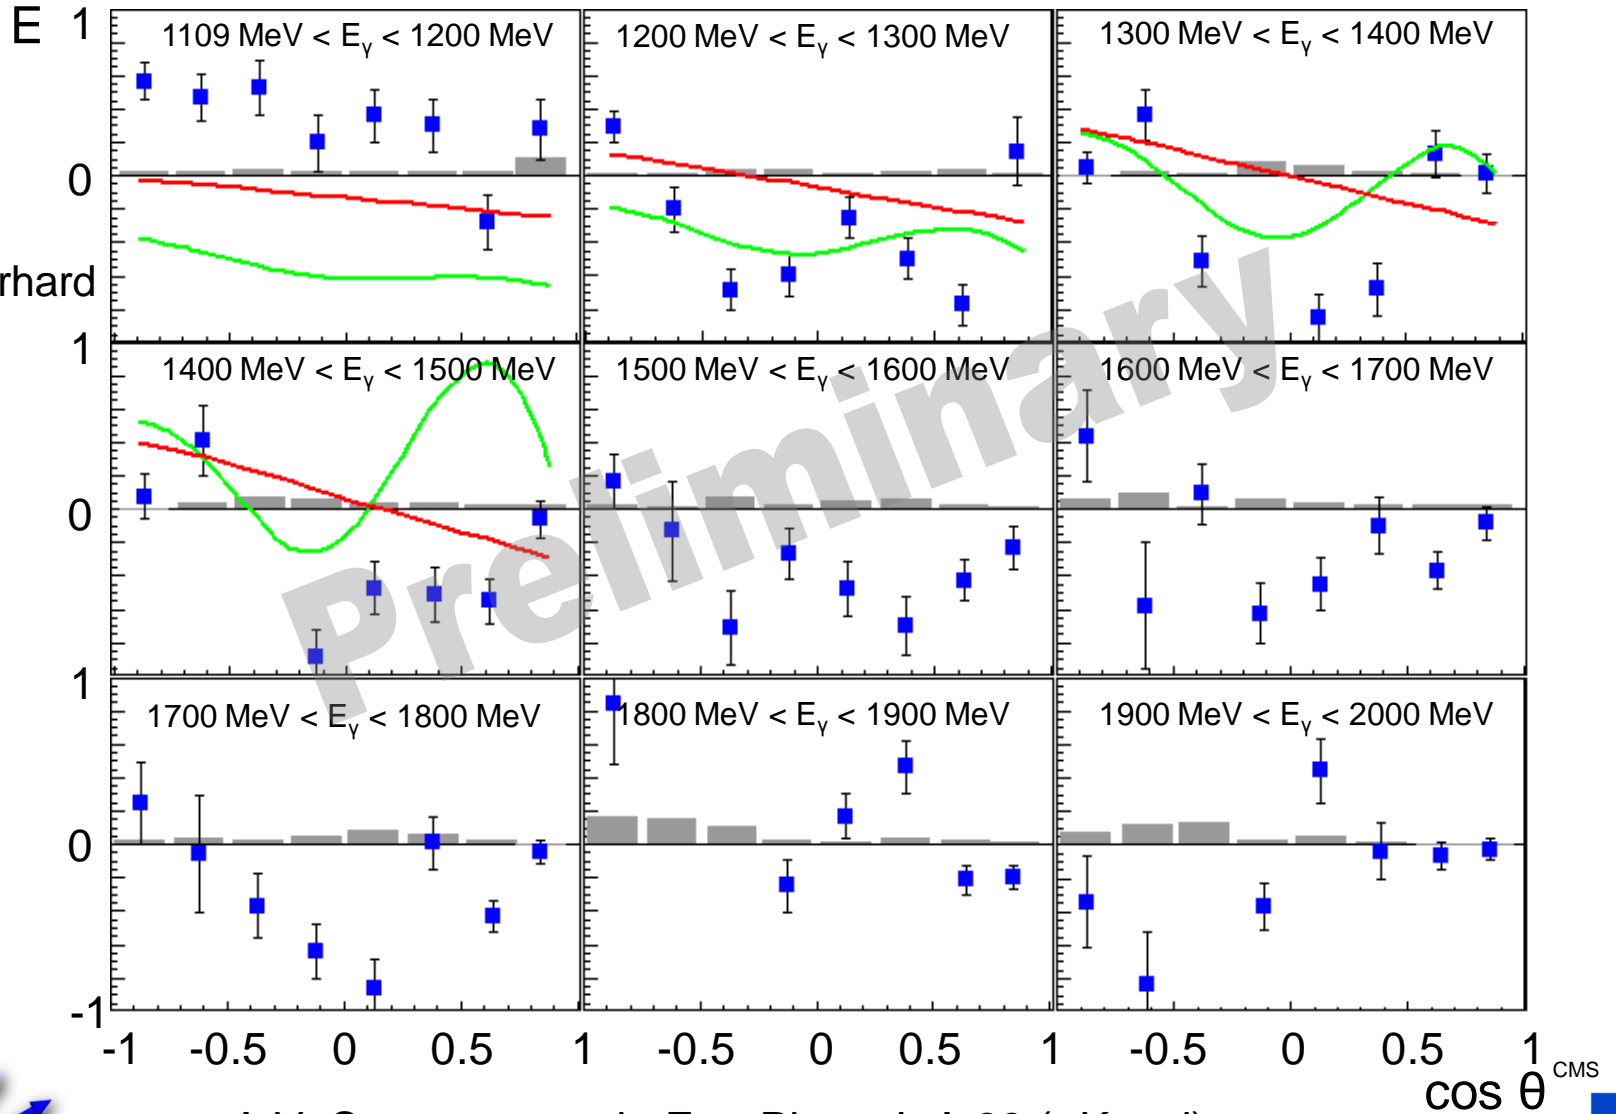 E
1
1109 MeV < Eγ < 1200 MeV
1200 MeV < Eγ < 1300 MeV
1300 MeV < Eγ < 1400 MeV
0
rhard
1
1400 MeV < Eγ < 1500 MeV
1500 MeV < Eγ < 1600 MeV
1600 MeV < Eγ < 1700 MeV
0
Preliminary
1
1700 MeV < Eγ < 1800 MeV
1800 MeV < Eγ < 1900 MeV
1900 MeV < Eγ < 2000 MeV
0
-1
-1 -0.5 0 0.5 1 -0.5 0 0.5 1 -0.5 0 0.5 1
cos θ CMS